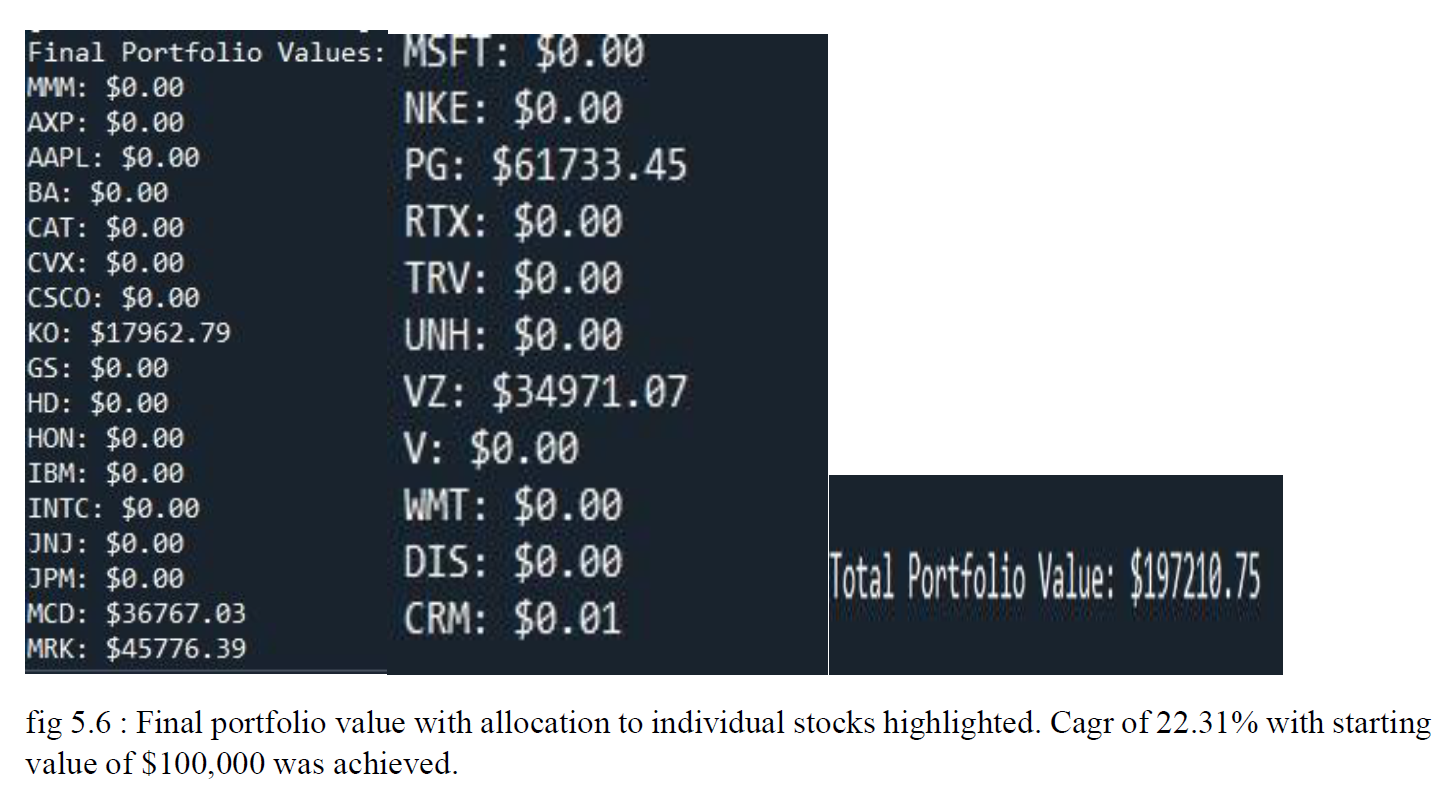 Final Portfolio Values:
MMM: $0.00
AXP: $0.00
AAPL: $0.00
BA: $0.00
CAT: $0.00
CVX: $0.00
CSCO: $0.00
KO: $17962.79
GS: $0.00
HD: $0.00
HON: $0.00
IBM: $0.00
INTC: $0.00
JNJ: $0.00
JPM: $0.00
MCD: $36767.03
MRK: $45776.39
MSFT: $0.00
NKE: $0.00
PG: $61733.45
RTX: $0.00
TRV: $0.00
UNH: $0.00
VZ: $34971.07
V: $0.00
WMT: $0.00
DIS: $0.00
CRM: $0.01
Total Portfolio Value: $197210.75
fig 5.6 : Final portfolio value with allocation to individual stocks highlighted. Cagr of 22.31% with starting
value of $100,000 was achieved.